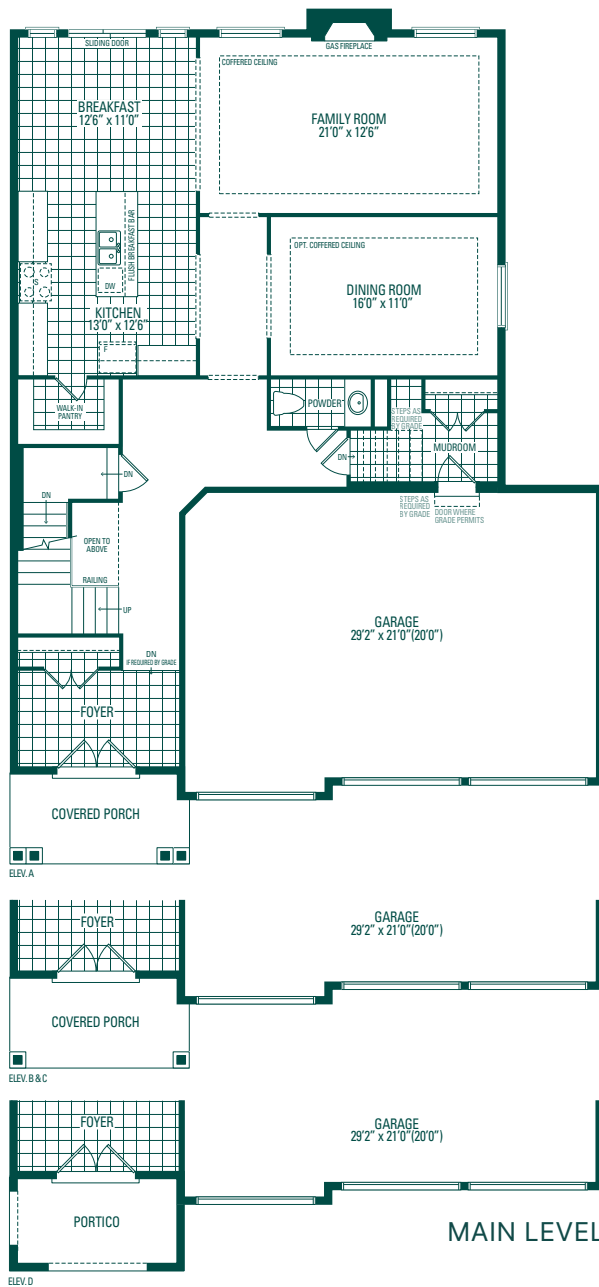 SLIDING DOOR
GAS FIREPLACE
COFFERED CEILING
BREAKFAST
12'6" x 11'0"
FAMILY ROOM
21'0" x 12'6"
FLUSH BREAKFAST BAR
OPT. COFFERED CEILING
S
DW
DINING ROOM
16'0" x 11'0"
KITCHEN
13'0" x 12'6"
F
WALK-IN
PANTRY
POWDER
STEPS AS
REQUIRED
BY GRADE
MUDROOM
DN
DN
DN
STEPS AS
REQUIRED
BY GRADE
DOOR WHERE
GRADE PERMITS
OPEN TO
ABOVE
RAILING
UP
GARAGE
29'2" x 21'0"(20'0")
DN
IF REQUIRED BY GRADE
FOYER
COVERED PORCH
ELEV. A
FOYER
GARAGE
29'2" x 21'0"(20'0")
COVERED PORCH
ELEV. B & C
FOYER
GARAGE
29'2" x 21'0"(20'0")
PORTICO
MAIN LEVEL
ELEV. D